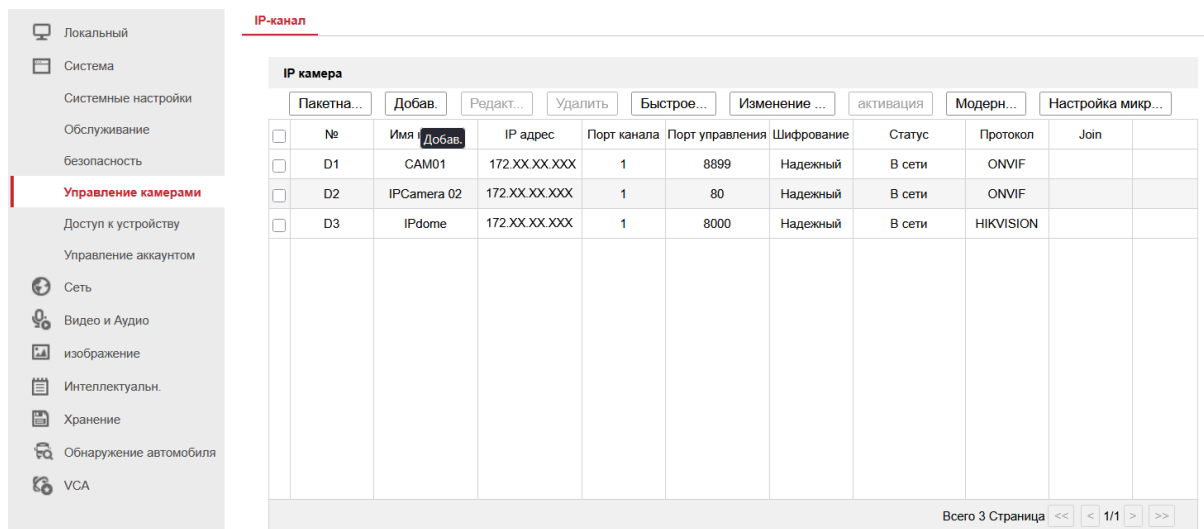 IP-канал
Локальный
Система
Системные настройки
Обслуживание
безопасность
Управление камерами
Доступ к устройству
Управление аккаунтом
Сеть
Видео и Аудио
изображение
Интеллектуальн.
Хранение
Обнаружение автомобиля
VCA
IP камера
Пакетна... Добав. Редакт... Удалить Быстрое... Изменение ... активация Модерн... Настройка микр...
№ Имя IP адрес Порт канала Порт управления Шифрование Статус Протокол Join
Добав.
D1 CAM01 172.XX.XX.XXX 1 8899 Надежный В сети ONVIF
D2 IPCamera 02 172.XX.XX.XXX 1 80 Надежный В сети ONVIF
D3 IPdome 172.XX.XX.XXX 1 8000 Надежный В сети HIKVISION
Всего 3 Страница << < 1/1 > >>